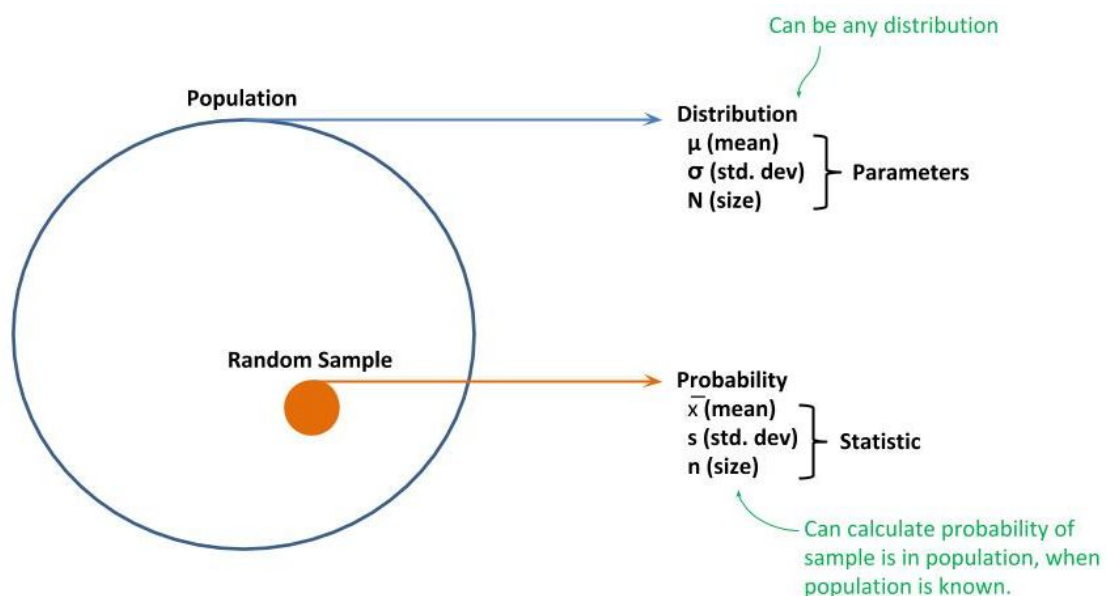 Can be any distribution
Population
Distribution
μ (mean)
σ (std. dev)
N (size)
Parameters
Random Sample
Probability
x̅ (mean)
s (std. dev)
n (size)
Statistic
Can calculate probability of
sample is in population, when
population is known.